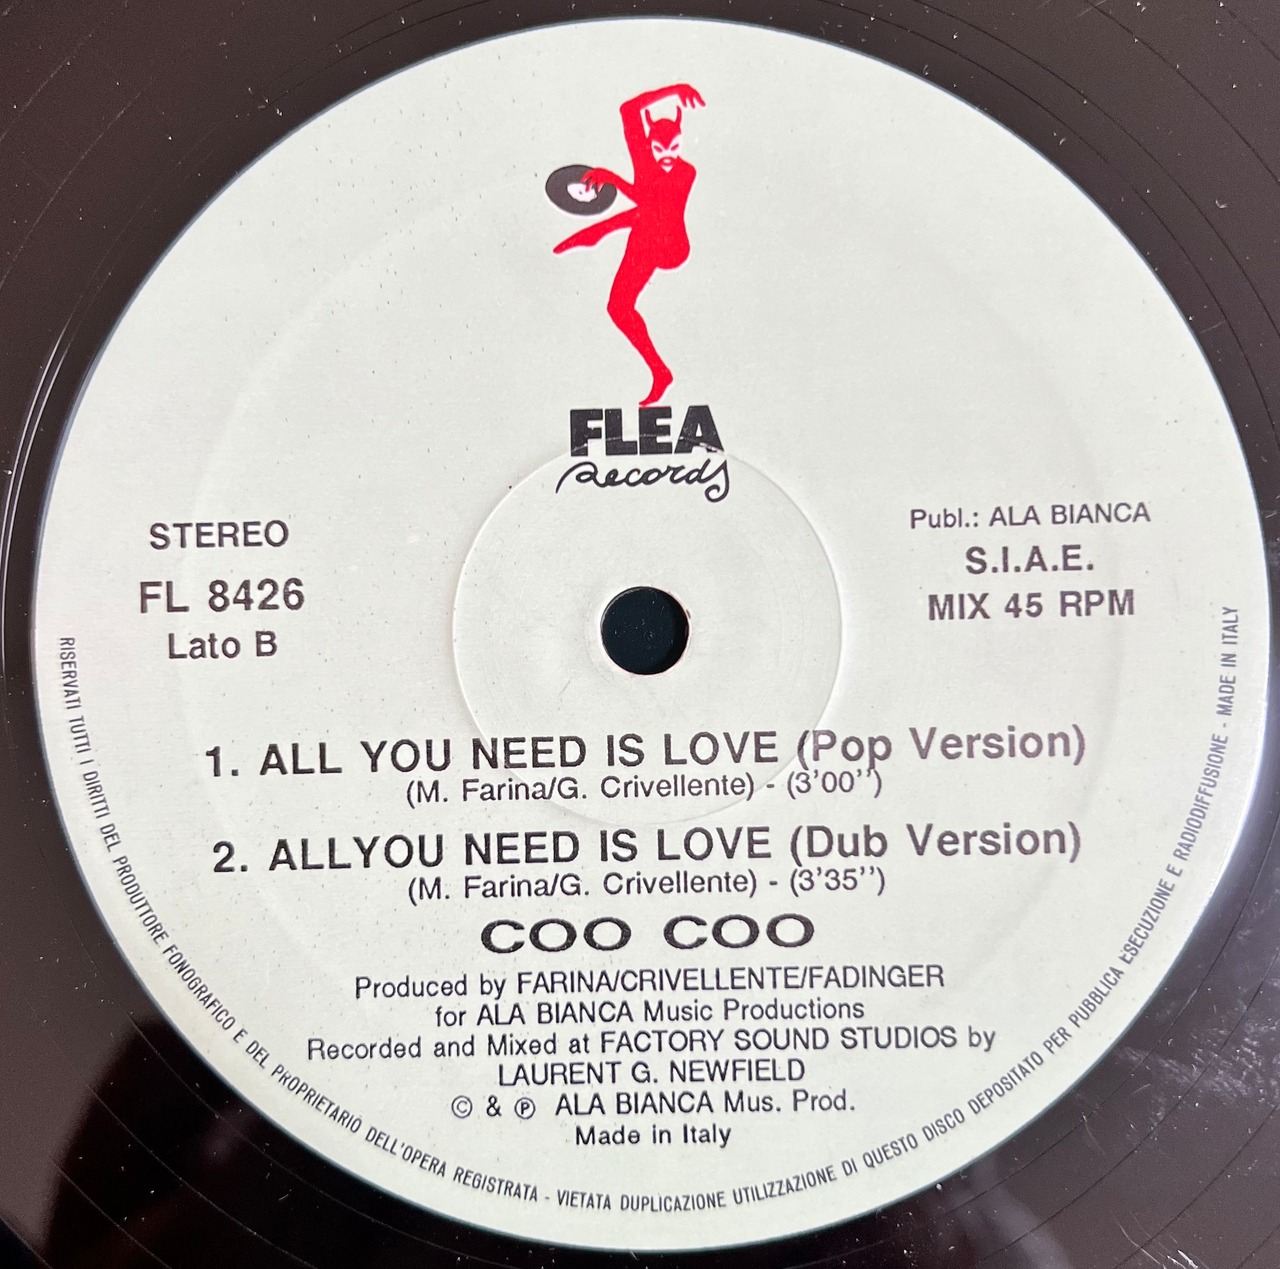 FLEA
Records
STEREO
FL 8426
Lato B
Publ.: ALA BIANCA
S.I.A.E.
MIX 45 RPM
1. ALL YOU NEED IS LOVE (Pop Version)
(M. Farina/G. Crivellente) - (3'00'')
2. ALLYOU NEED IS LOVE (Dub Version)
(M. Farina/G. Crivellente) - (3'35'')
COO COO
Produced by FARINA/CRIVELLENTE/FADINGER
for ALA BIANCA Music Productions
Recorded and Mixed at FACTORY SOUND STUDIOS by
LAURENT G. NEWFIELD
© & ℗ ALA BIANCA Mus. Prod.
Made in Italy
RISERVATI TUTTI I DIRITTI DEL PRODUTTORE FONOGRAFICO E DEL PROPRIETARIO DELL'OPERA REGISTRATA - VIETATA DUPLICAZIONE UTILIZZAZIONE DI QUESTO DISCO DEPOSITATO PER PUBBLICA ESECUZIONE E RADIODIFFUSIONE - MADE IN ITALY